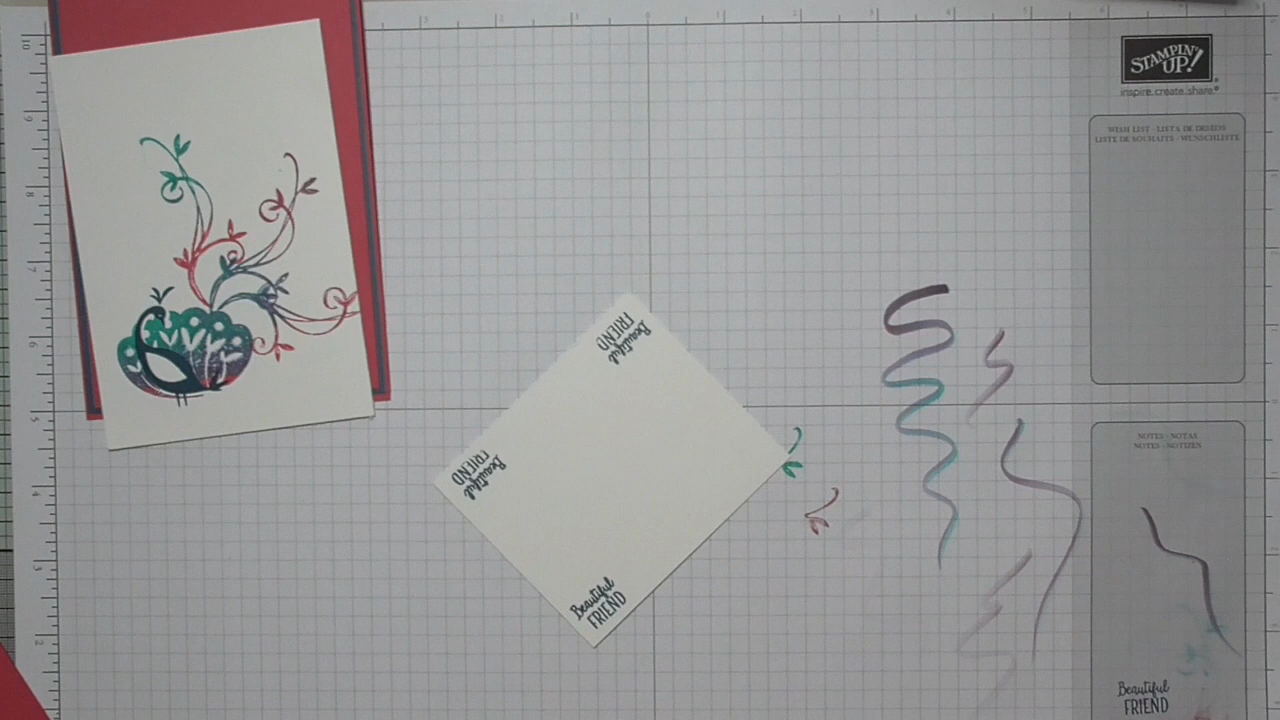 STAMPIN' UP!
inspire.create.share.®
WISH LIST · LISTA DE DESEOS
LISTE DE SOUHAITS · WUNSCHLISTE
Beautiful
FRIEND
Beautiful
FRIEND
Beautiful
FRIEND
NOTES · NOTAS
NOTES · NOTIZEN
Beautiful
FRIEND